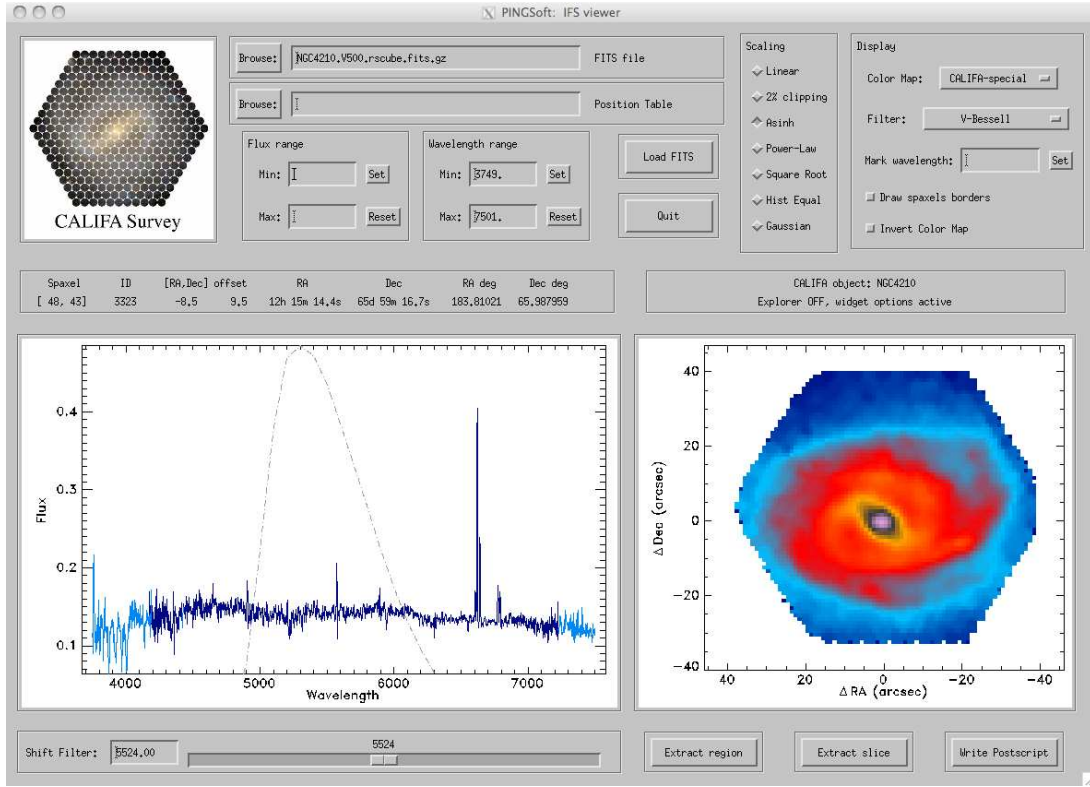 PINGSoft: IFS viewer
CALIFA Survey
Browse: NGC4210.V500.rscube.fits.gz FITS file
Browse: Position Table
Flux range
Min: Set
Max: Reset
Wavelength range
Min: 3749. Set
Max: 7501. Reset
Load FITS
Quit
Scaling
Linear
2% clipping
Asinh
Power-Law
Square Root
Hist Equal
Gaussian
Display
Color Map: CALIFA-special
Filter: V-Bessell
Mark wavelength: Set
Draw spaxels borders
Invert Color Map
Spaxel ID [RA,Dec] offset RA Dec RA deg Dec deg
[ 48, 43] 3323 -8.5 9.5 12h 15m 14.4s 65d 59m 16.7s 183.81021 65.987959
CALIFA object: NGC4210
Explorer OFF, widget options active
Flux
0.4
0.3
0.2
0.1
4000 5000 6000 7000
Wavelength
Δ Dec (arcsec)
40
20
0
-20
-40
40 20 0 -20 -40
Δ RA (arcsec)
Shift Filter: 5524.00 5524
Extract region
Extract slice
Write Postscript